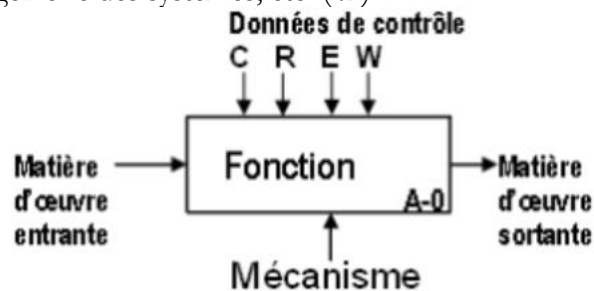 Données de contrôle
C R E W
Matière
d'œuvre
entrante
Fonction
A-0
Matière
d'œuvre
sortante
Mécanisme